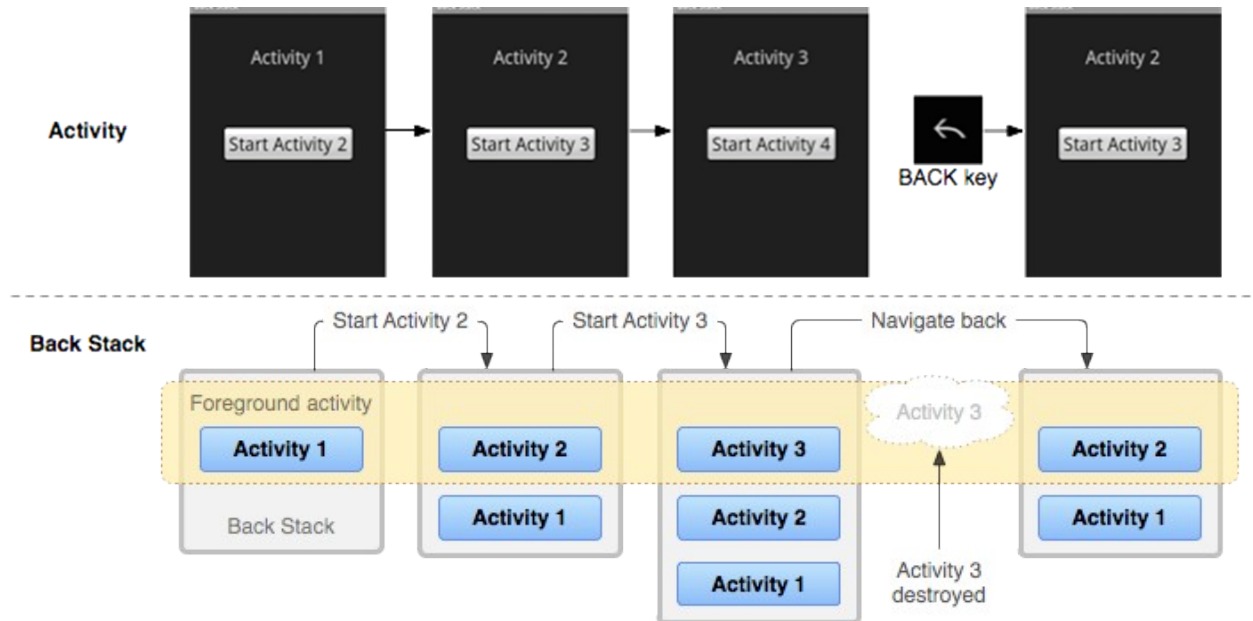 Activity 1
Activity 2
Activity 3
Activity 2
Activity
Start Activity 2
Start Activity 3
Start Activity 4
Start Activity 3
BACK key
Start Activity 2
Start Activity 3
Navigate back
Back Stack
Foreground activity
Activity 3
Activity 1
Activity 2
Activity 3
Activity 2
Back Stack
Activity 1
Activity 2
Activity 1
Activity 1
Activity 3
destroyed